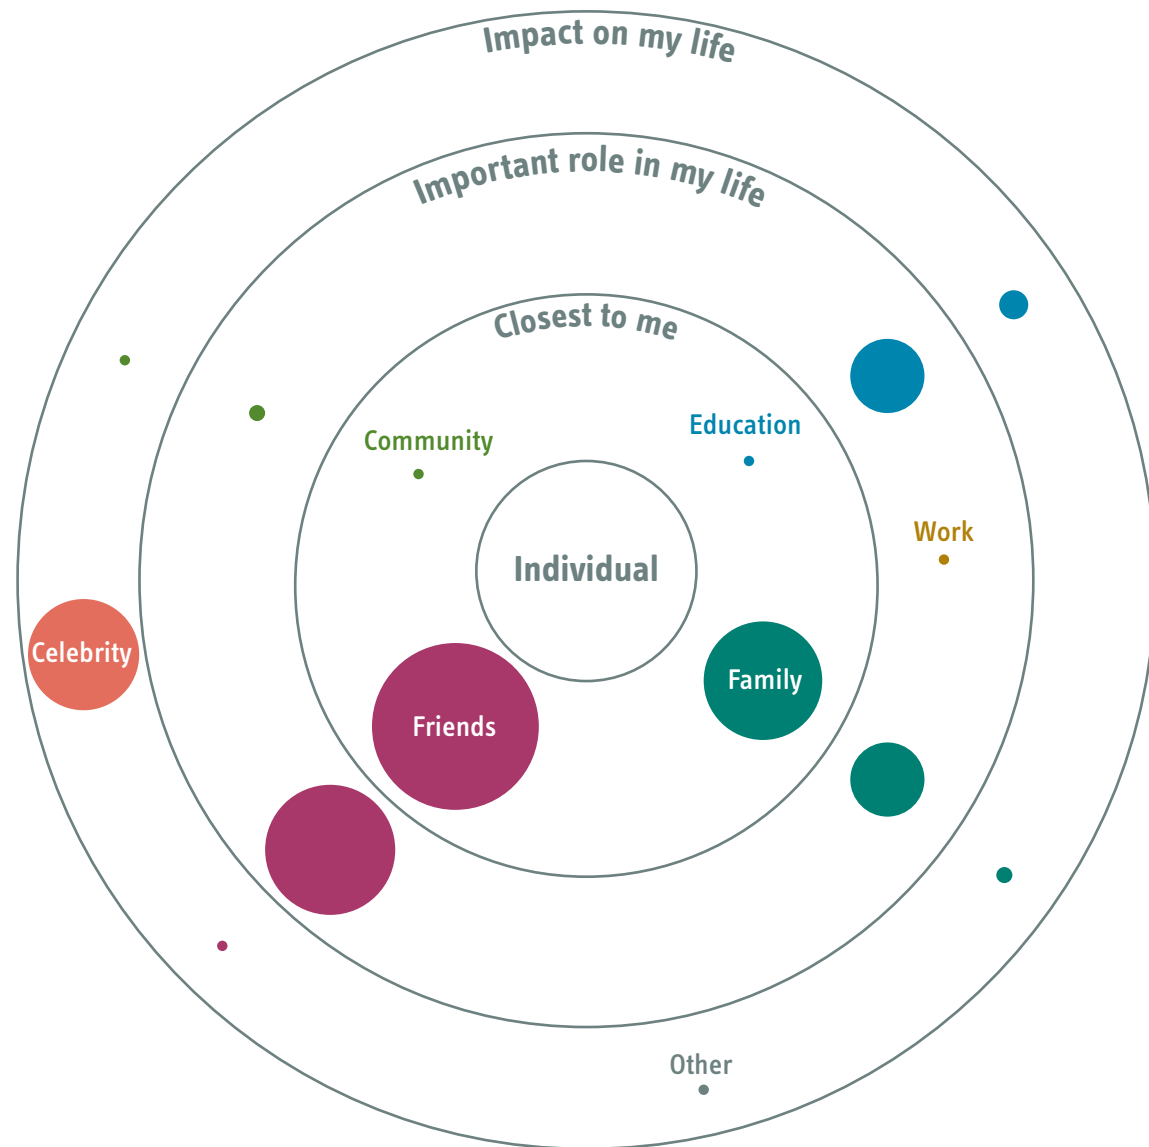 Impact on my life
Important role in my life
Closest to me
Education
Community
Work
Individual
Celebrity
Family
Friends
Other